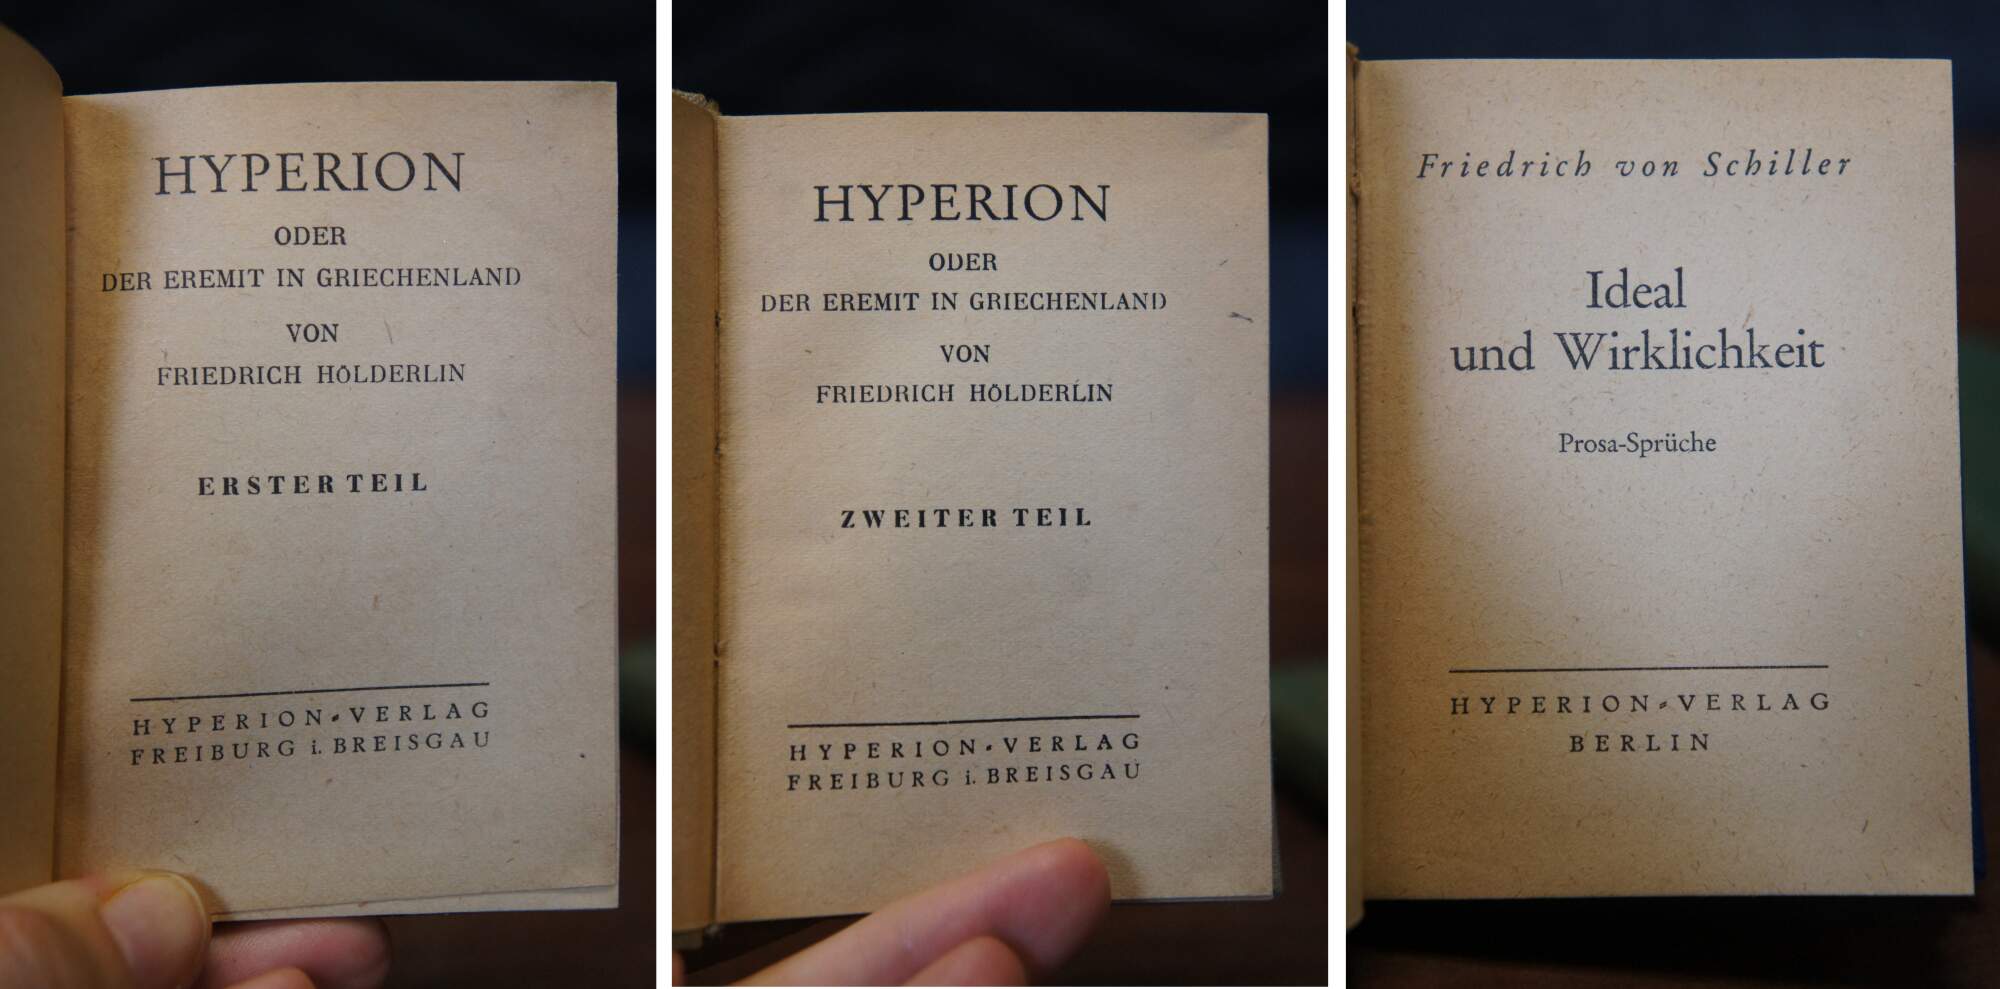 HYPERION
ODER
DER EREMIT IN GRIECHENLAND
VON
FRIEDRICH HÖLDERLIN
ERSTER TEIL
HYPERION-VERLAG
FREIBURG i. BREISGAU
HYPERION
ODER
DER EREMIT IN GRIECHENLAND
VON
FRIEDRICH HÖLDERLIN
ZWEITER TEIL
HYPERION-VERLAG
FREIBURG i. BREISGAU
Friedrich von Schiller
Ideal
und Wirklichkeit
Prosa-Sprüche
HYPERION-VERLAG
BERLIN